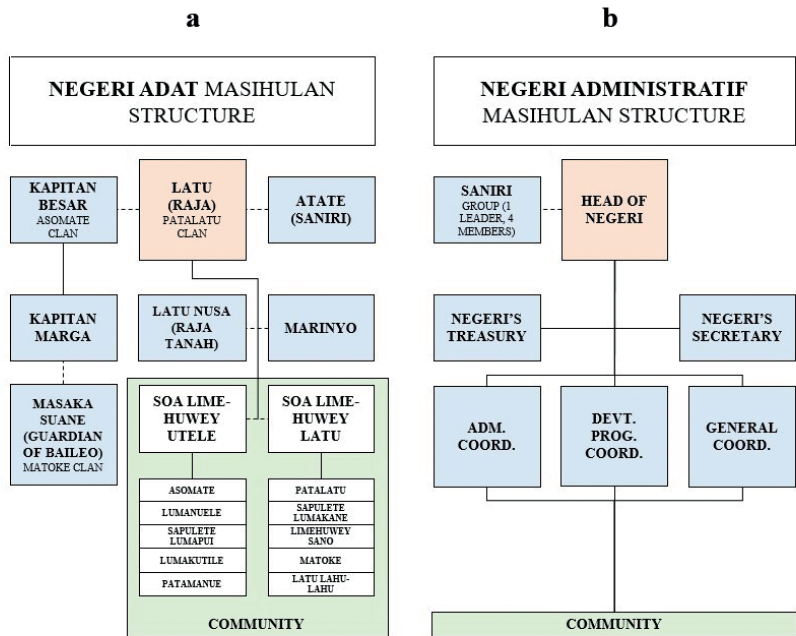 a
NEGERI ADAT MASIHULAN
STRUCTURE
KAPITAN
BESAR
ASOMATE
CLAN
LATU
(RAJA)
PATALATU
CLAN
ATATE
(SANIRI)
KAPITAN
MARGA
LATU NUSA
(RAJA
TANAH)
MARINYO
MASAKA
SUANE
(GUARDIAN
OF BAILEO)
MATOKE CLAN
SOA LIME-
HUWEY
UTELE
SOA LIME-
HUWEY
LATU
ASOMATE
LUMANUELE
SAPULETE
LUMAPUI
LUMAKUTILE
PATAMANUE
PATALATU
SAPULETE
LUMAKANE
LIMEHUWEY
SANO
MATOKE
LATU LAHU-
LAHU
COMMUNITY
b
NEGERI ADMINISTRATIF
MASIHULAN STRUCTURE
SANIRI
GROUP (1
LEADER, 4
MEMBERS)
HEAD OF
NEGERI
NEGERI'S
TREASURY
NEGERI'S
SECRETARY
ADM.
COORD.
DEVT.
PROG.
COORD.
GENERAL
COORD.
COMMUNITY